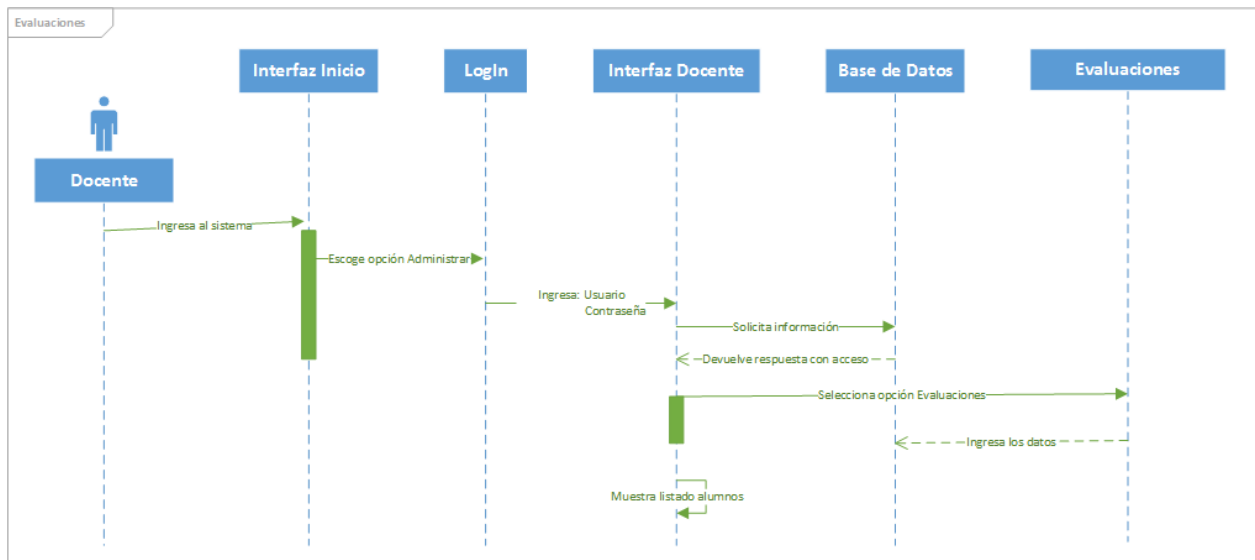 Evaluaciones
Interfaz Inicio
LogIn
Interfaz Docente
Base de Datos
Evaluaciones
Docente
Ingresa al sistema
Escoge opción Administrar
Ingresa: Usuario
Contraseña
Solicita información
Devuelve respuesta con acceso
Selecciona opción Evaluaciones
Ingresa los datos
Muestra listado alumnos